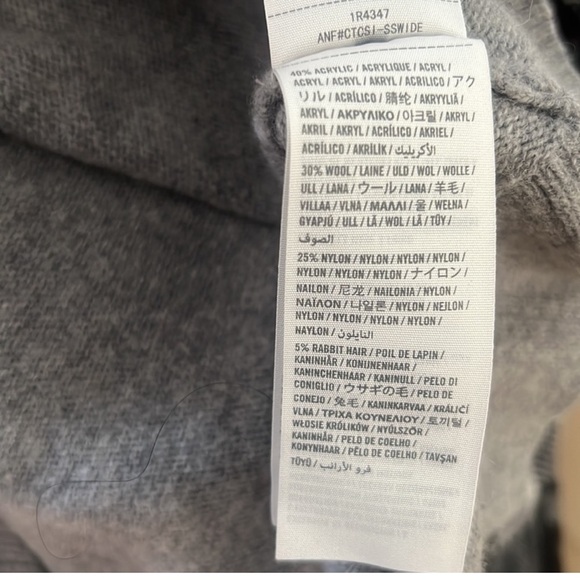 1R4347
ANF#CTCSI-SSWIDE
40% ACRYLIC / ACRYLIQUE / ACRYL /
ACRYL / ACRYL / AKRYL / ACRILICO / アク
リル / ACRÍLICO / 腈纶 / AKRYYLIÄ /
AKRYL / ΑΚΡΥΛΙΚΟ / 아크릴 / AKRYL /
AKRIL / AKRYL / ACRÍLICO / AKRIEL /
ACRÍLICO / AKRİLİK / الأكريليك
30% WOOL / LAINE / ULD / WOL / WOLLE /
ULL / LANA / ウール / LANA / 羊毛 /
VILLAA / VLNA / ΜΑΛΛΙ / 울 / WEŁNA /
GYAPJÚ / ULL / LÃ / WOL / LÃ / TÜY /
الصوف
25% NYLON / NYLON / NYLON / NYLON /
NYLON / NYLON / NYLON / ナイロン /
NAILON / 尼龙 / NAILONIA / NYLON /
ΝΑΪΛΟΝ / 나일론 / NYLON / NEJLON /
NYLON / NYLON / NYLON / NYLON /
NAYLON / النايلون
5% RABBIT HAIR / POIL DE LAPIN /
KANINHÅR / KONIJNENHAAR /
KANINCHENHAAR / KANINULL / PELO DI
CONIGLIO / ウサギの毛 / PELO DE
CONEJO / 兔毛 / KANINKARVAA / KRÁLIČÍ
VLNA / ΤΡΙΧΑ ΚΟΥΝΕΛΙΟΥ / 토끼털 /
WŁOSIE KRÓLIKÓW / NYÚLSZŐR /
KANINHÅR / PELO DE COELHO /
KONYNHAAR / PÊLO DE COELHO / TAVŞAN
TÜYÜ / فرو الأرانب